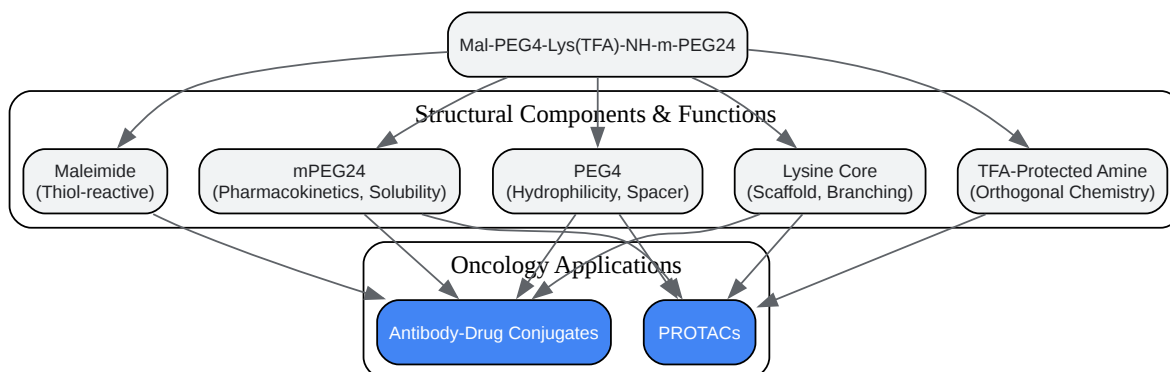 Mal-PEG4-Lys(TFA)-NH-m-PEG24
Structural Components & Functions
Maleimide
(Thiol-reactive)
mPEG24
(Pharmacokinetics, Solubility)
PEG4
(Hydrophilicity, Spacer)
Lysine Core
(Scaffold, Branching)
TFA-Protected Amine
(Orthogonal Chemistry)
Oncology Applications
Antibody-Drug Conjugates
PROTACs